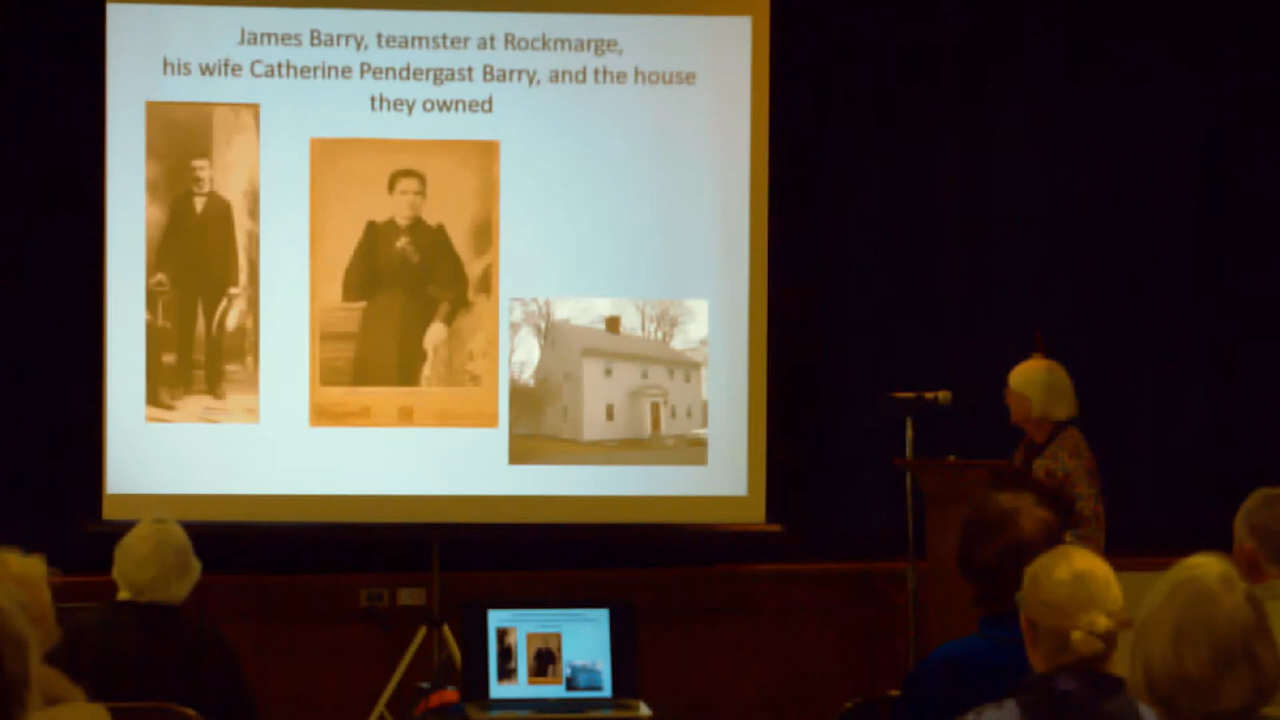 James Barry, teamster at Rockmarge,
his wife Catherine Pendergast Barry, and the house
they owned